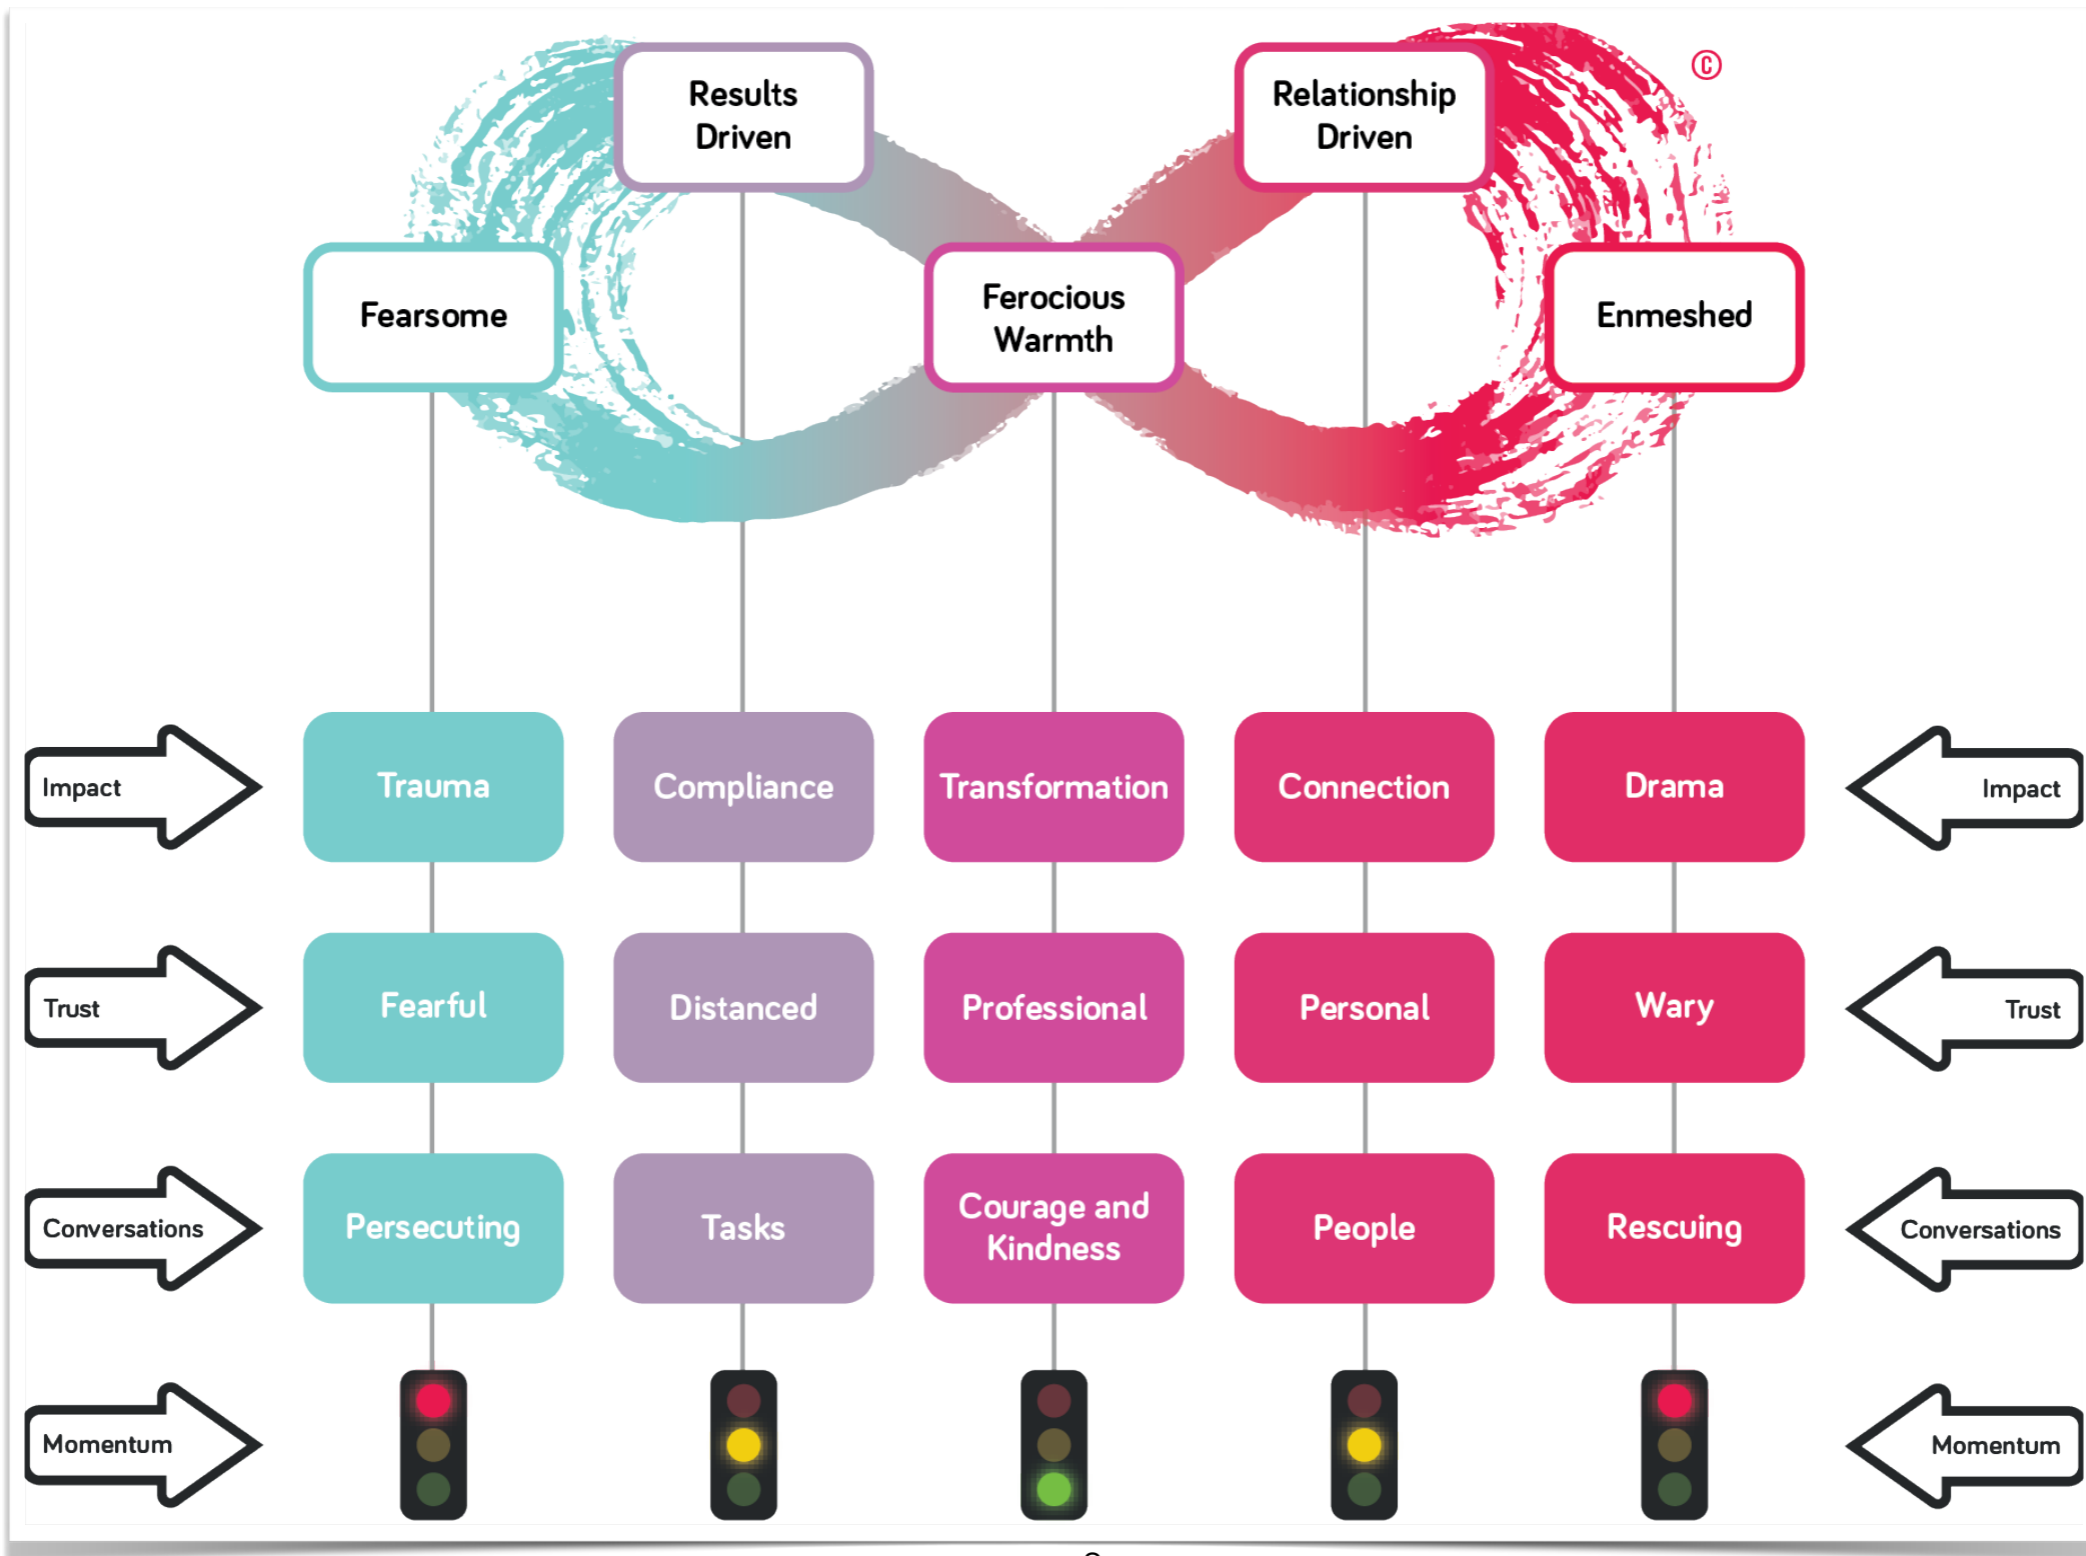 Results
Driven
Relationship
Driven
©
Fearsome
Ferocious
Warmth
Enmeshed
Impact
Trauma
Compliance
Transformation
Connection
Drama
Impact
Trust
Fearful
Distanced
Professional
Personal
Wary
Trust
Conversations
Persecuting
Tasks
Courage and
Kindness
People
Rescuing
Conversations
Momentum
Momentum